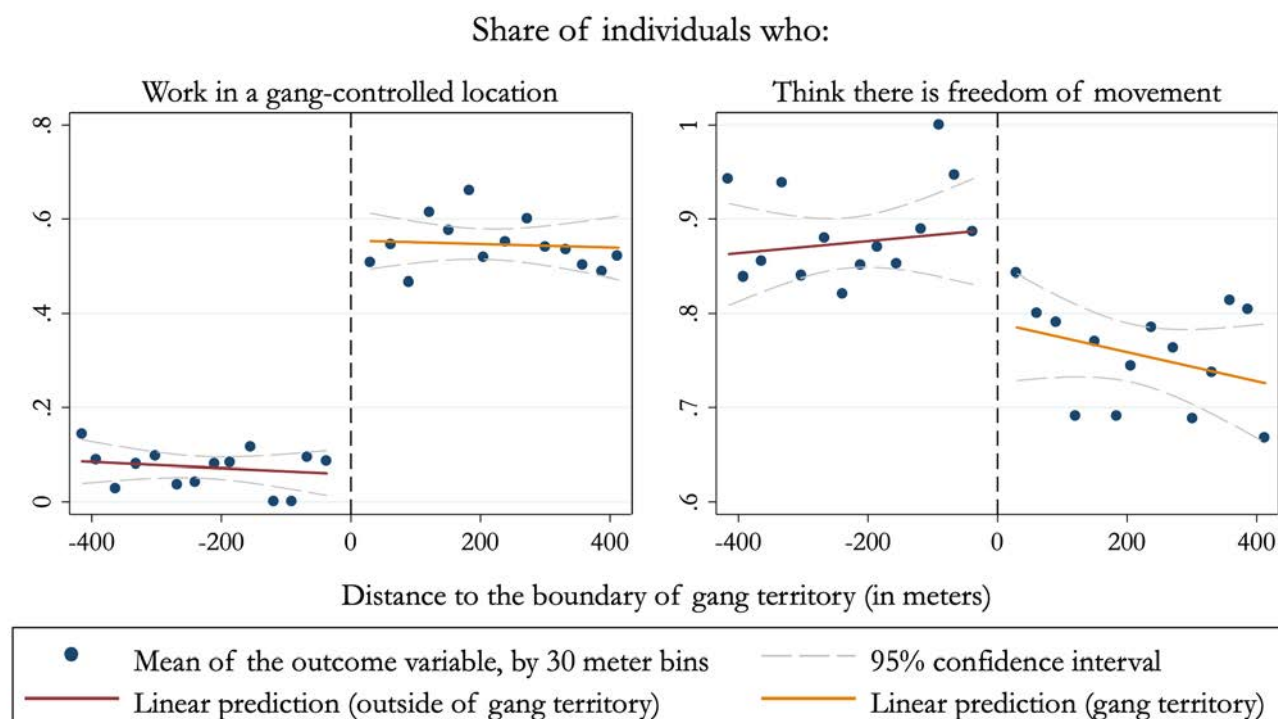 Share of individuals who:
Work in a gang-controlled location
Think there is freedom of movement
.8
.6
.4
.2
0
-400 -200 0 200 400
1
.9
.8
.7
.6
-400 -200 0 200 400
Distance to the boundary of gang territory (in meters)
Mean of the outcome variable, by 30 meter bins
95% confidence interval
Linear prediction (outside of gang territory)
Linear prediction (gang territory)